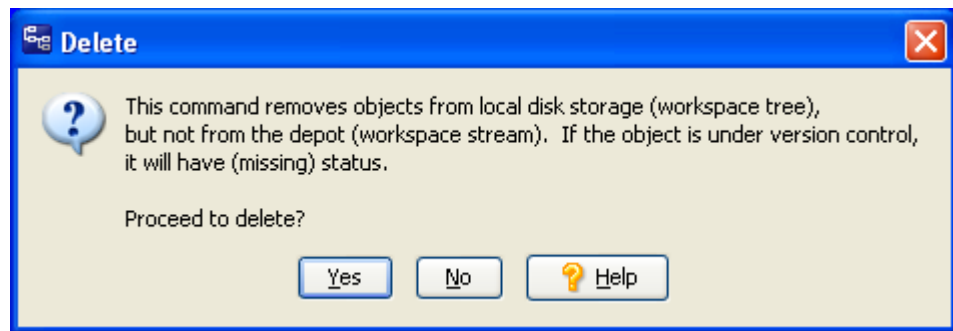 Delete
This command removes objects from local disk storage (workspace tree),
but not from the depot (workspace stream).  If the object is under version control,
it will have (missing) status.
Proceed to delete?
Yes No Help